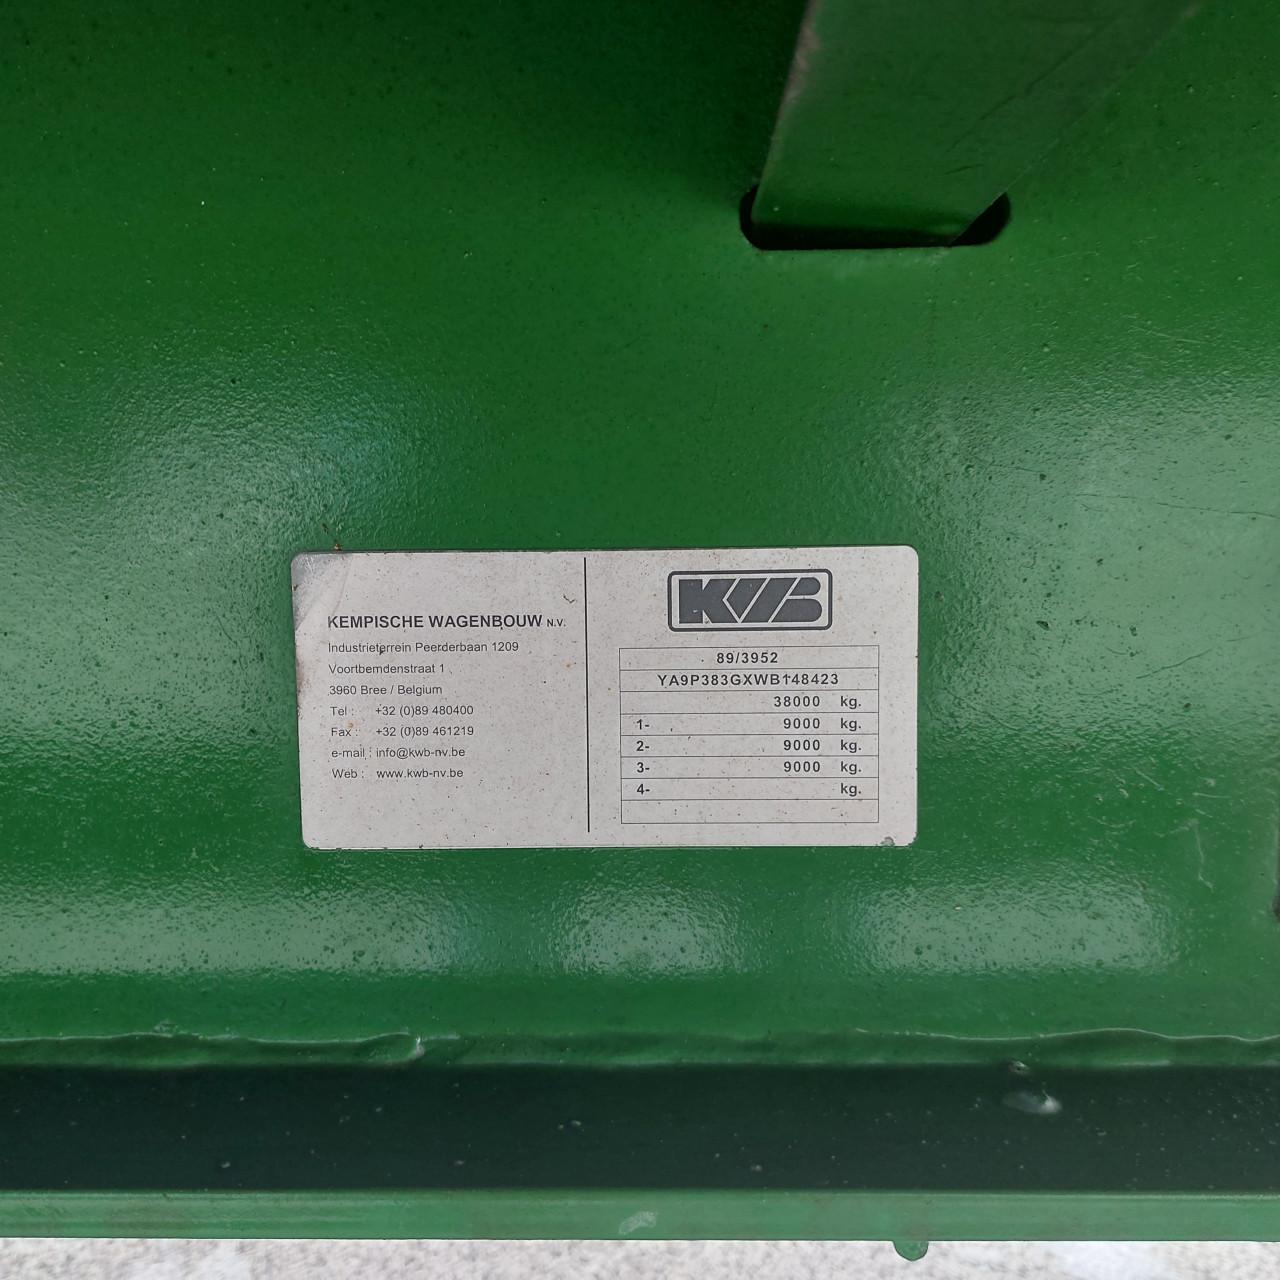 KEMPISCHE WAGENBOUW N.V.
Industrieterrein Peerderbaan 1209
Voortbemdenstraat 1
3960 Bree / Belgium
Tel : +32 (0)89 480400
Fax : +32 (0)89 461219
e-mail : info@kwb-nv.be
Web : www.kwb-nv.be
KWB
89/3952
YA9P383GXWB148423
38000 kg.
1- 9000 kg.
2- 9000 kg.
3- 9000 kg.
4- kg.